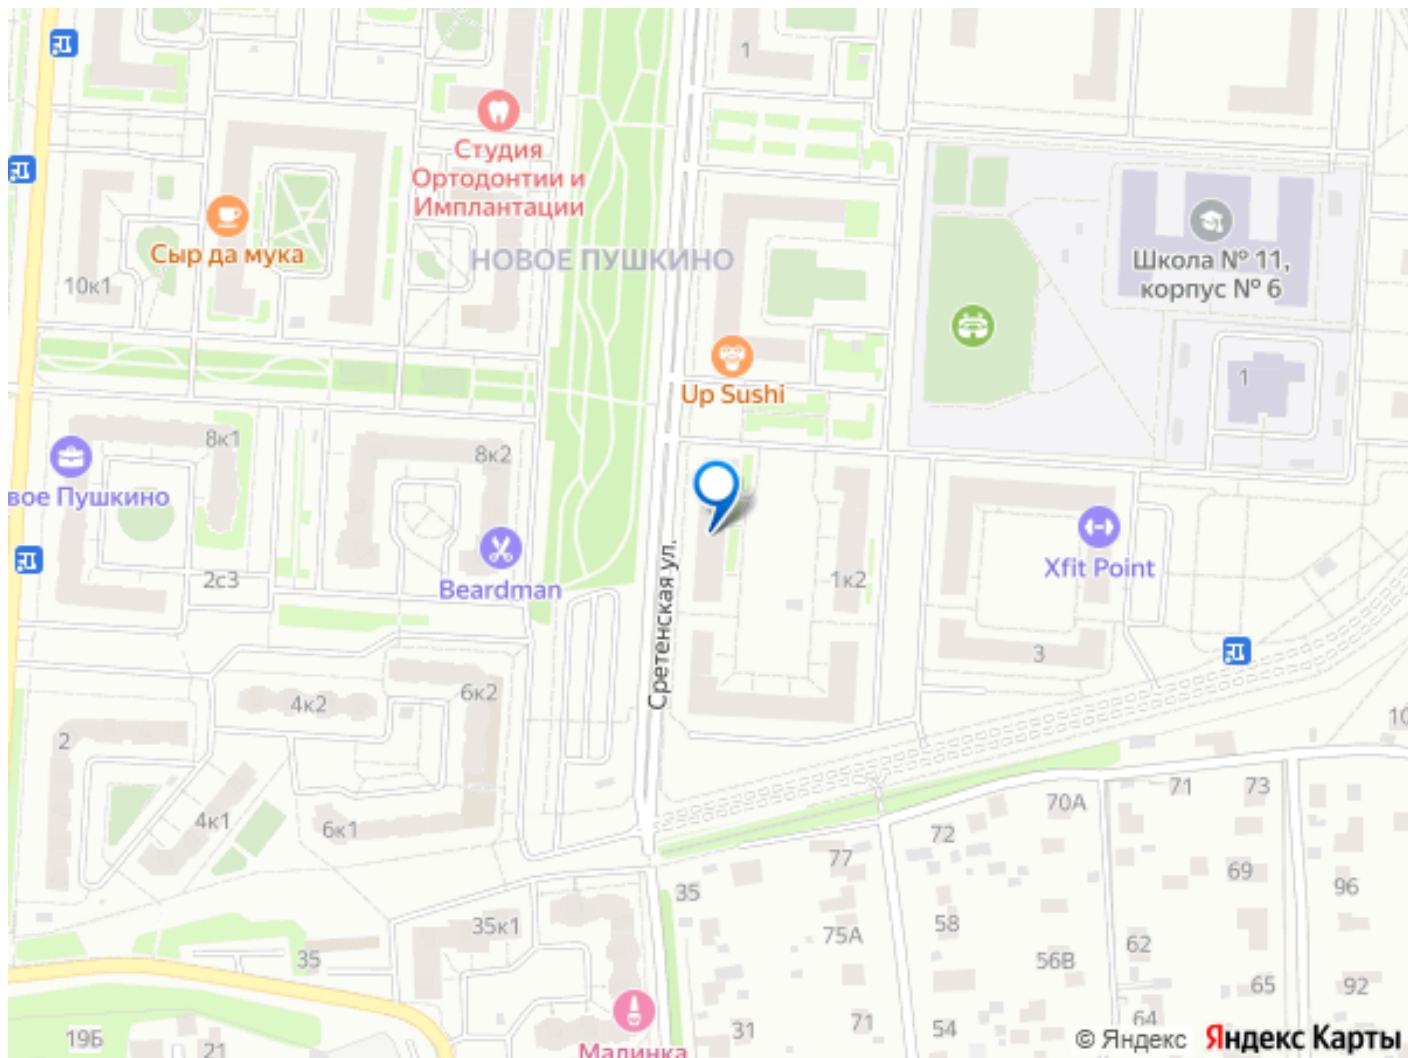 1
Студия
Ортодонтии и
Имплантации
Сыр да мука
НОВОЕ ПУШКИНО
Школа № 11,
корпус № 6
10к1
1
Up Sushi
8к1
8к2
вое Пушкино
Сретенская ул.
Xfit Point
2с3
Beardman
1к2
3
4к2
6к2
2
10
4к1
6к1
70А
71
73
72
77
69
35
96
35к1
58
75А
62
35
56В
65
92
19Б
21
Малинка
31
71
54
64
© Яндекс
Яндекс Карты